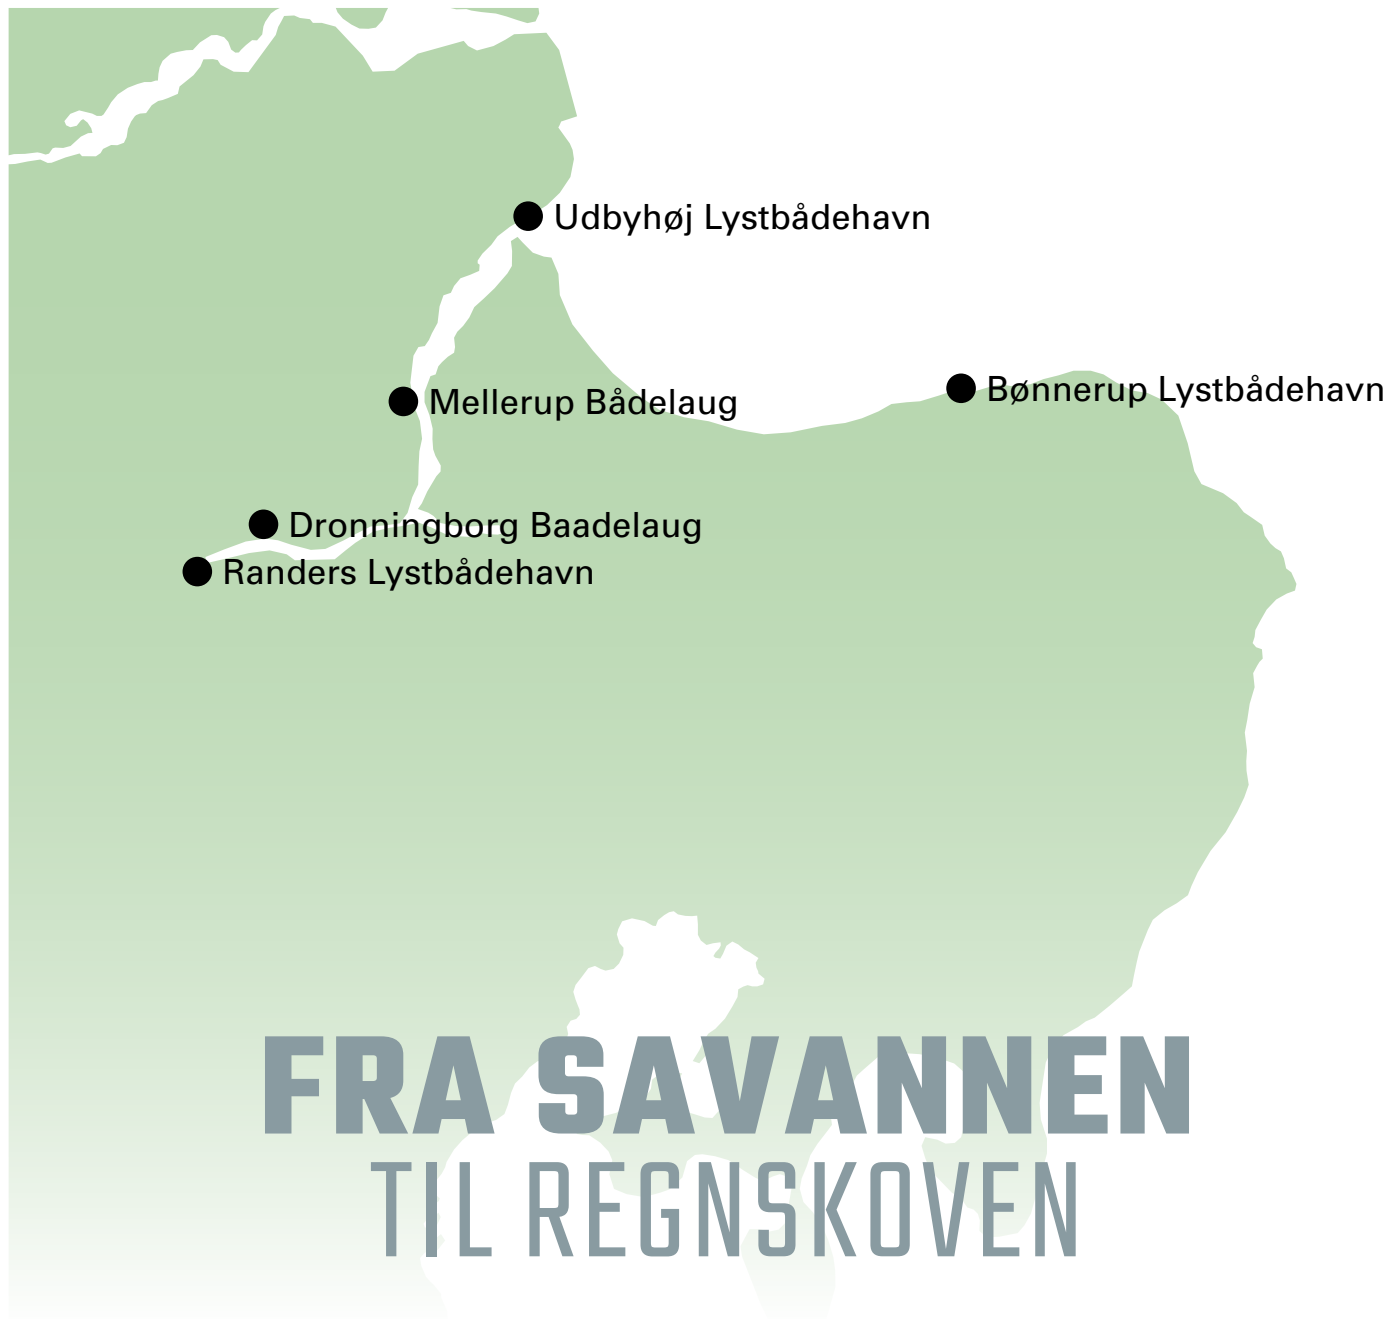 Udbyhøj Lystbådehavn
Bønnerup Lystbådehavn
Mellerup Bådelaug
Dronningborg Baadelaug
Randers Lystbådehavn
FRA SAVANNEN
TIL REGNSKOVEN